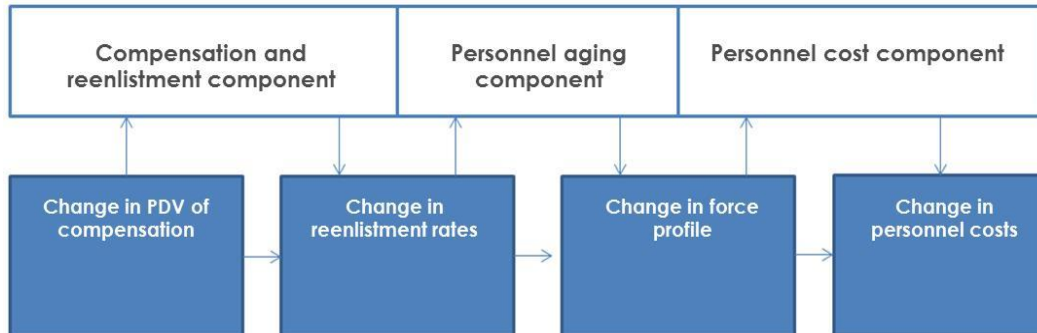 Compensation and
reenlistment component
Personnel aging
component
Personnel cost component
Change in PDV of
compensation
Change in
reenlistment rates
Change in force
profile
Change in
personnel costs